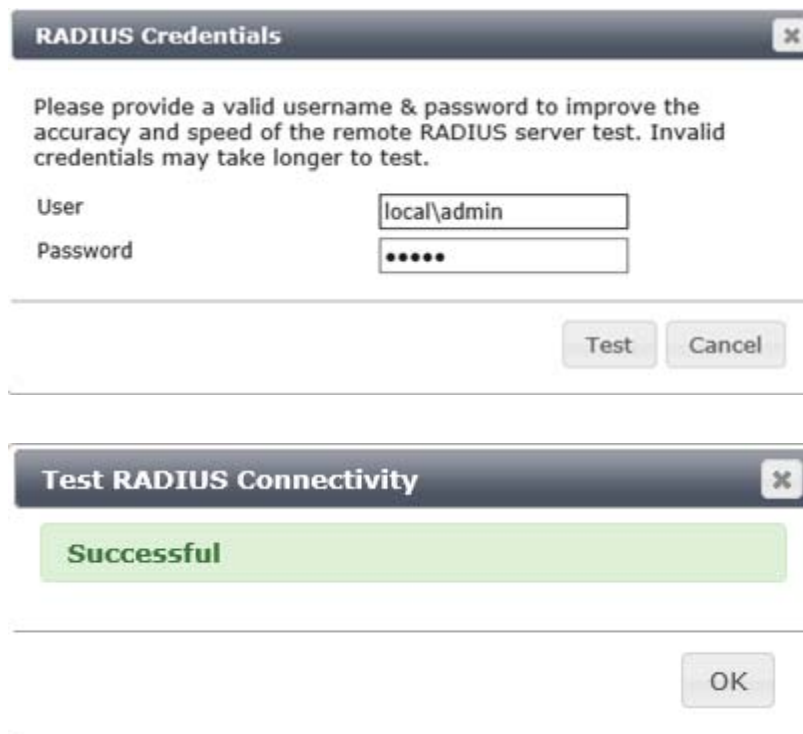 RADIUS Credentials
Please provide a valid username & password to improve the
accuracy and speed of the remote RADIUS server test. Invalid
credentials may take longer to test.
User
local\admin
Password
•••••
Test
Cancel
Test RADIUS Connectivity
Successful
OK